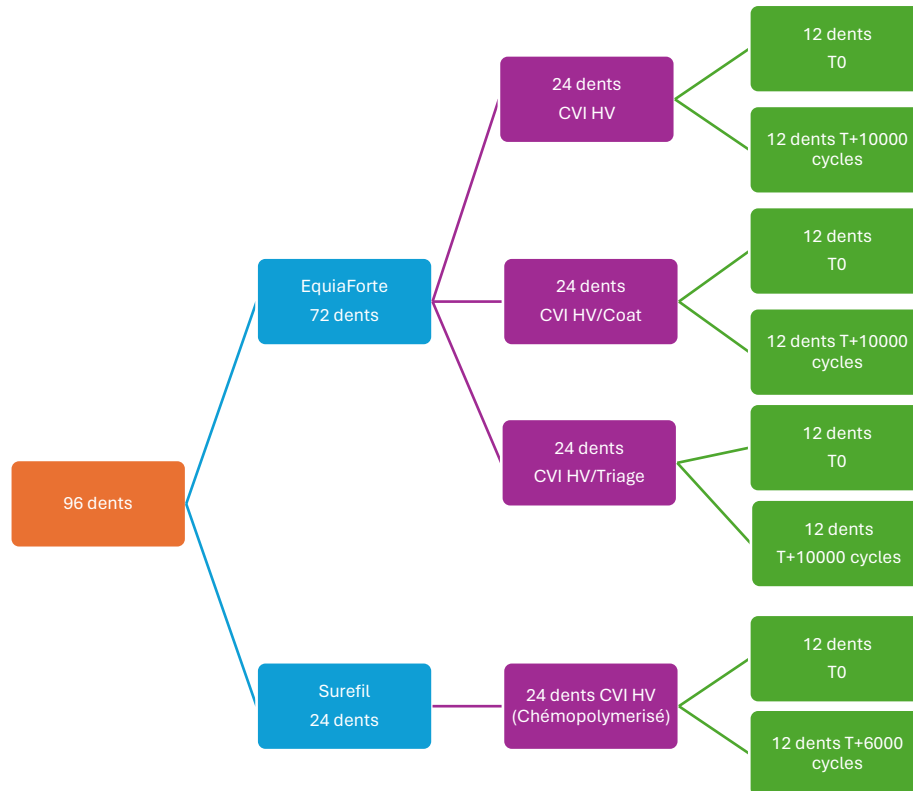 12 dents
T0
24 dents
CVI HV
12 dents T+10000
cycles
12 dents
T0
EquiaForte
72 dents
24 dents
CVI HV/Coat
12 dents T+10000
cycles
12 dents
T0
24 dents
CVI HV/Triage
96 dents
12 dents
T+10000 cycles
12 dents
T0
Surefil
24 dents
24 dents CVI HV
(Chémopolymerisé)
12 dents T+6000
cycles